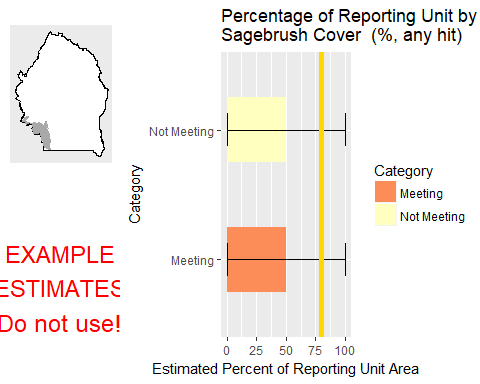 Percentage of Reporting Unit by
Sagebrush Cover (%, any hit)
Not Meeting
Meeting
Category
0 25 50 75 100
Estimated Percent of Reporting Unit Area
Category
Meeting
Not Meeting
EXAMPLE
ESTIMATES
Do not use!